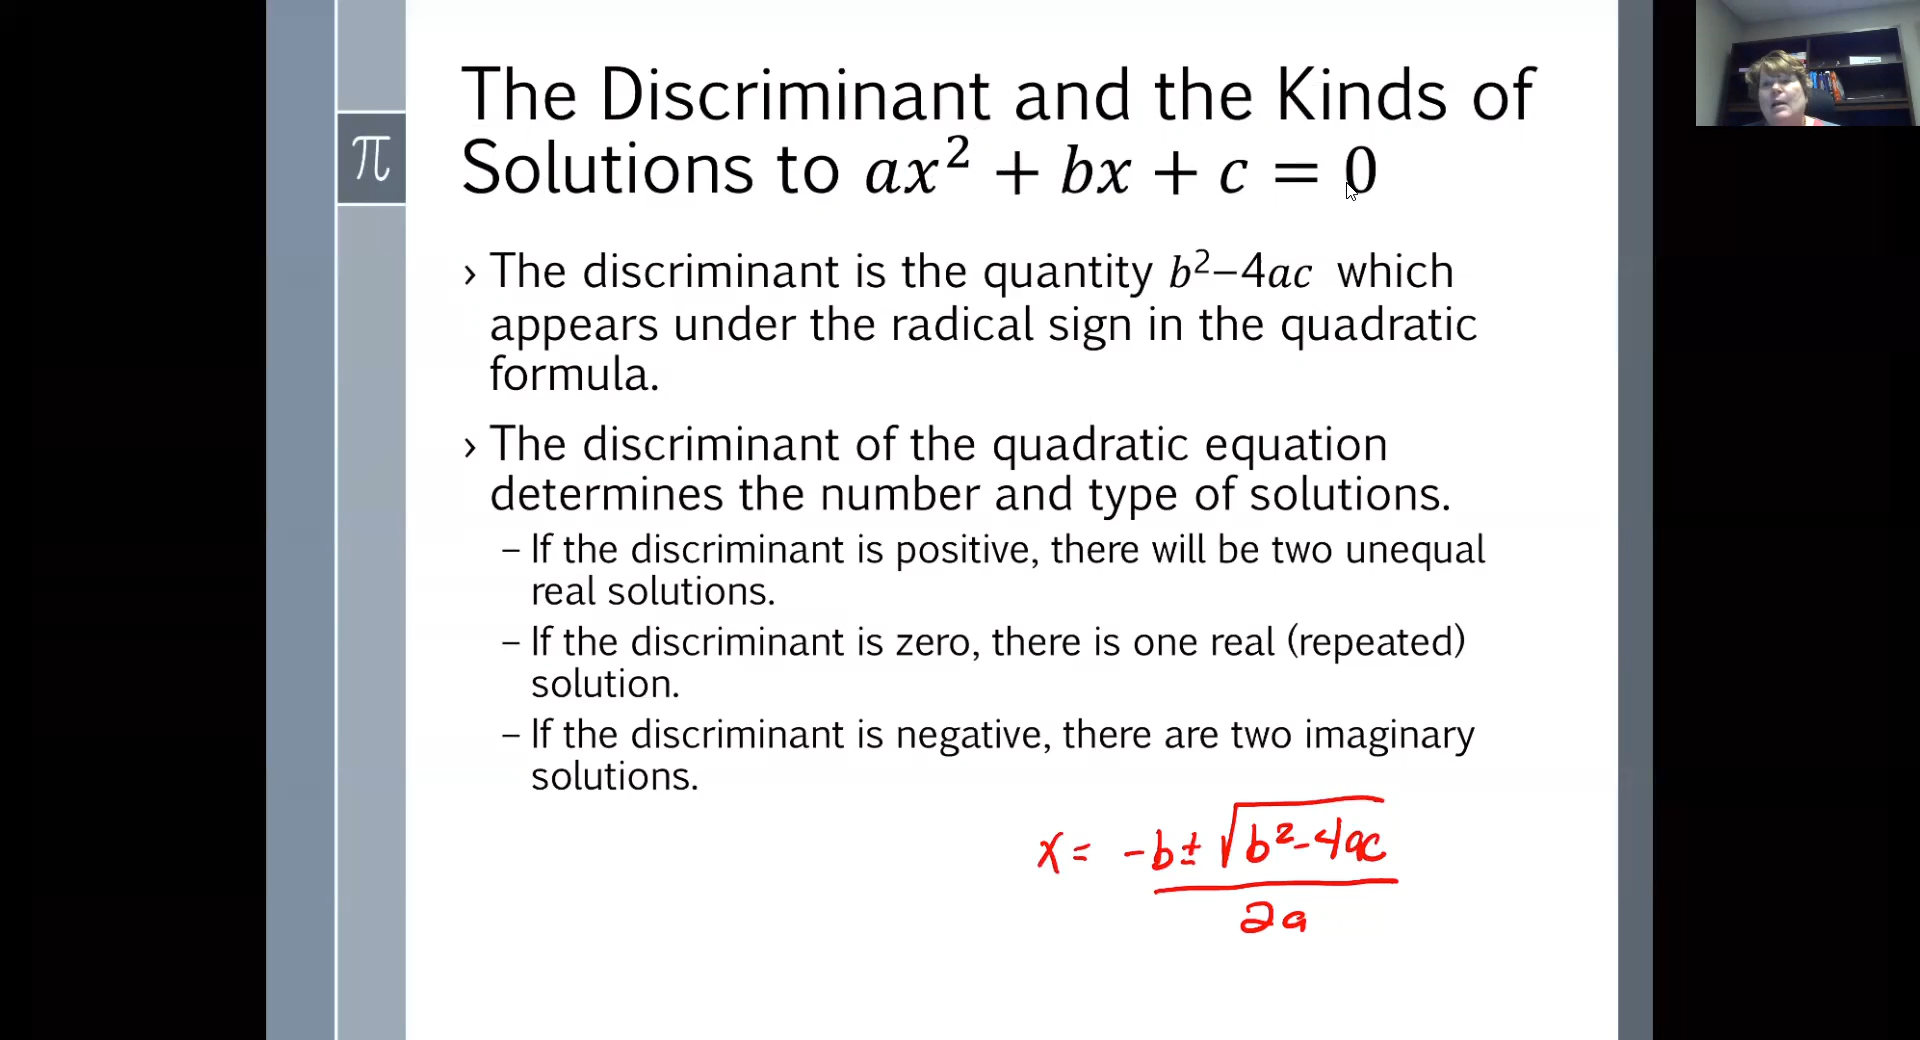 The Discriminant and the Kinds of
π
Solutions to ax² + bx + c = 0
› The discriminant is the quantity b²–4ac which
appears under the radical sign in the quadratic
formula.
› The discriminant of the quadratic equation
determines the number and type of solutions.
– If the discriminant is positive, there will be two unequal
real solutions.
– If the discriminant is zero, there is one real (repeated)
solution.
– If the discriminant is negative, there are two imaginary
solutions.
x = -b ± √b²-4ac
2a